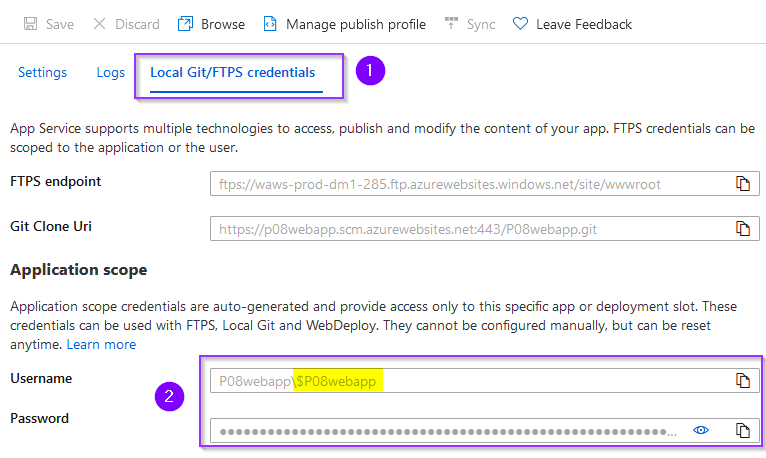 Save Discard Browse Manage publish profile Sync Leave Feedback
Settings Logs Local Git/FTPS credentials 1
App Service supports multiple technologies to access, publish and modify the content of your app. FTPS credentials can be
scoped to the application or the user.
FTPS endpoint ftps://waws-prod-dm1-285.ftp.azurewebsites.windows.net/site/wwwroot
Git Clone Uri https://p08webapp.scm.azurewebsites.net:443/P08webapp.git
Application scope
Application scope credentials are auto-generated and provide access only to this specific app or deployment slot. These
credentials can be used with FTPS, Local Git and WebDeploy. They cannot be configured manually, but can be reset
anytime. Learn more
Username P08webapp\$P08webapp
2
Password